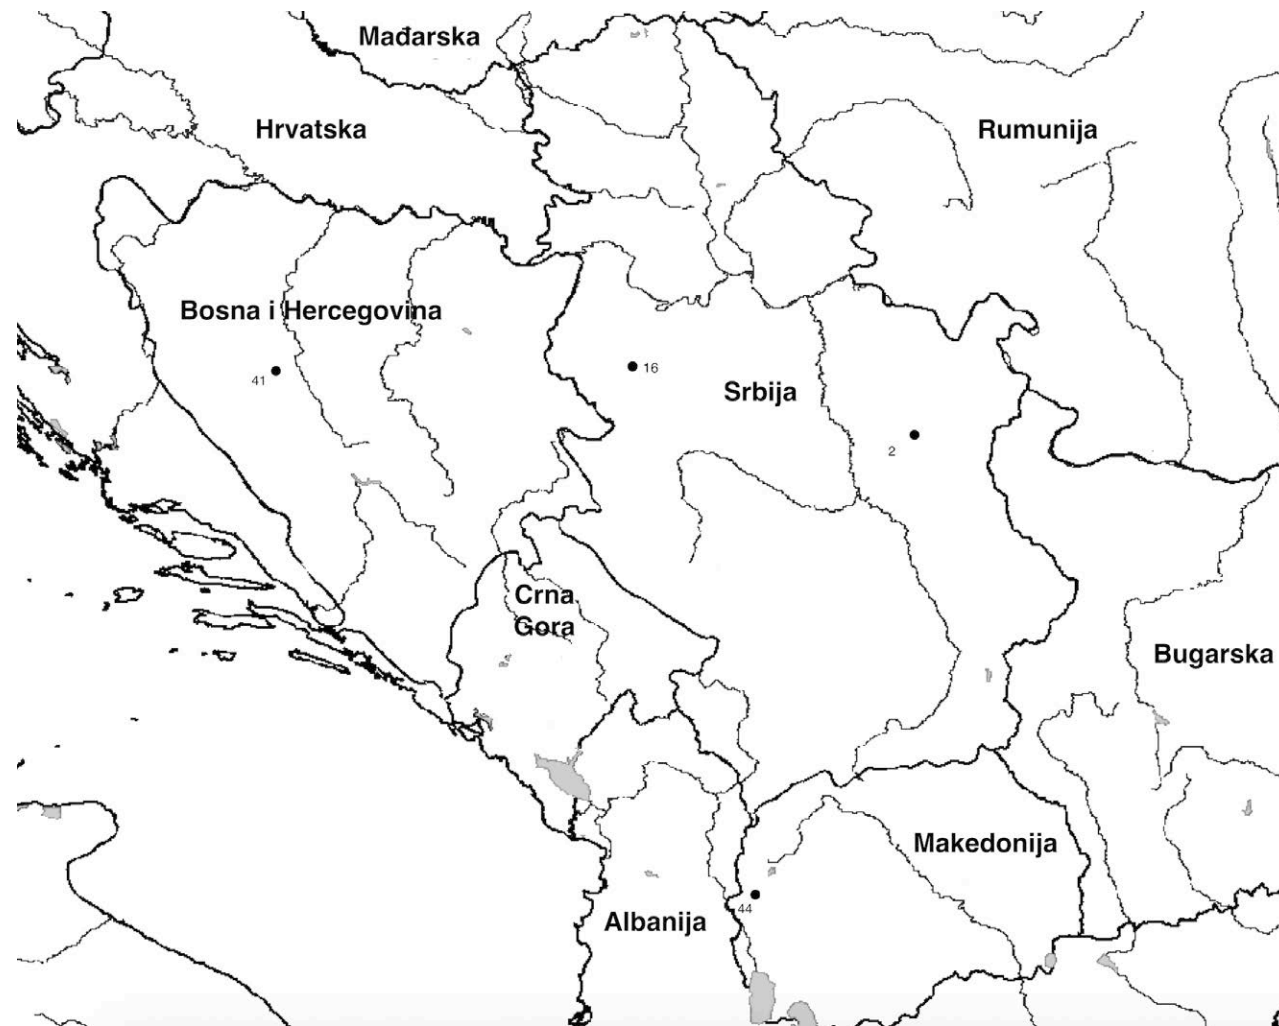 Mađarska
Hrvatska
Rumunija
Bosna i Hercegovina
41
16
Srbija
2
Crna
Gora
Bugarska
Makedonija
44
Albanija